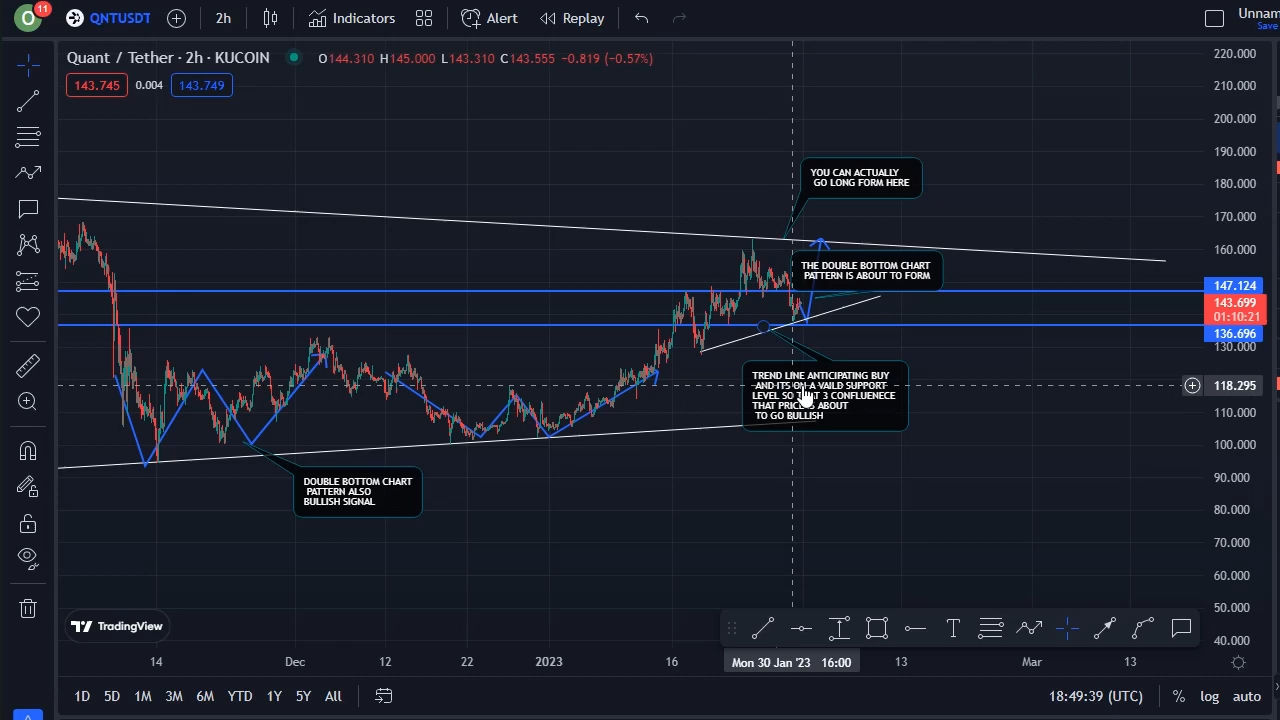 O
11
QNTUSDT
2h
Indicators
Alert
Replay
Unnam
Save
Quant / Tether · 2h · KUCOIN
O144.310 H145.000 L143.310 C143.555 −0.819 (−0.57%)
143.745
0.004
143.749
220.000
210.000
200.000
190.000
180.000
170.000
160.000
147.124
143.699
01:10:21
136.696
130.000
118.295
110.000
100.000
90.000
80.000
70.000
60.000
50.000
40.000
YOU CAN ACTUALLY
GO LONG FORM HERE
THE DOUBLE BOTTOM CHART
PATTERN IS ABOUT TO FORM
TREND LINE ANTICIPATING BUY
AND ITS ON A VAILD SUPPORT
LEVEL SO 3 CONFLUENECE
THAT PRICE ABOUT
TO GO BULLISH
DOUBLE BOTTOM CHART
PATTERN ALSO
BULLISH SIGNAL
TradingView
T
14
Dec
12
22
2023
16
Mon 30 Jan '23 16:00
13
Mar
13
1D
5D
1M
3M
6M
YTD
1Y
5Y
All
18:49:39 (UTC)
%
log
auto